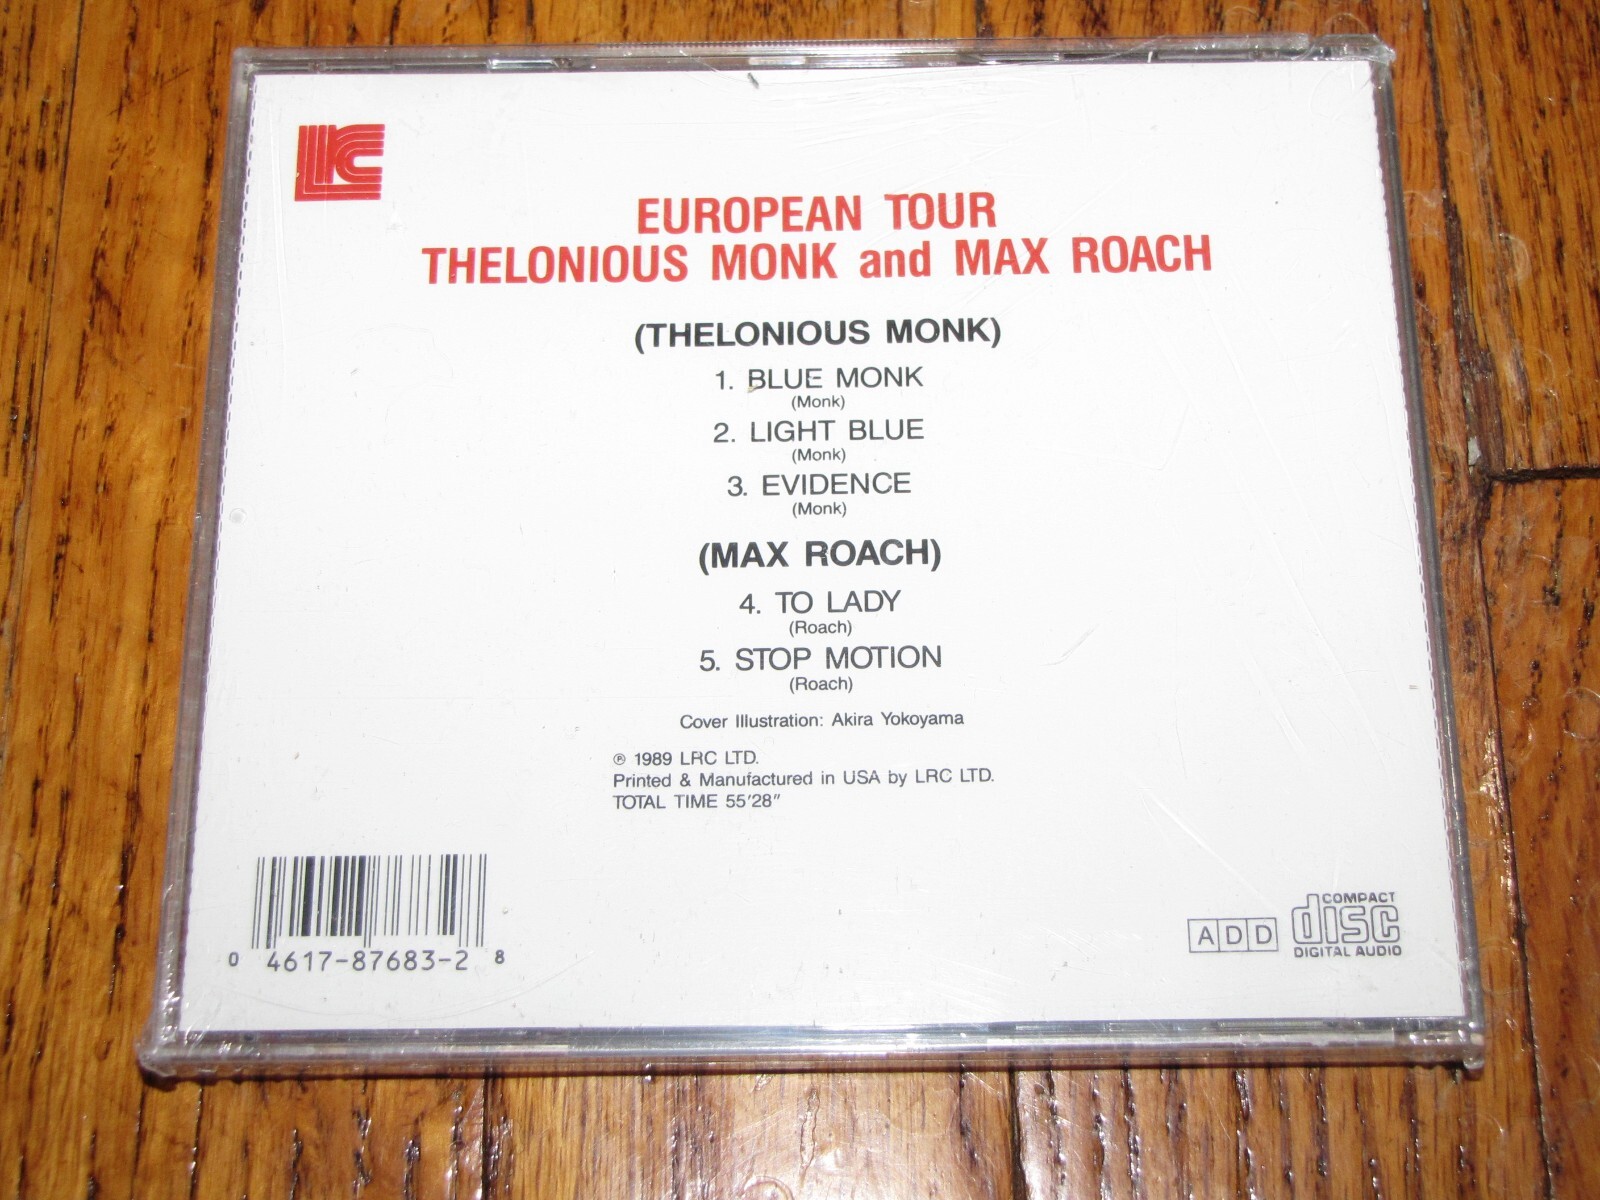 LRC
EUROPEAN TOUR
THELONIOUS MONK and MAX ROACH
(THELONIOUS MONK)
1. BLUE MONK
(Monk)
2. LIGHT BLUE
(Monk)
3. EVIDENCE
(Monk)
(MAX ROACH)
4. TO LADY
(Roach)
5. STOP MOTION
(Roach)
Cover Illustration: Akira Yokoyama
℗ 1989 LRC LTD.
Printed & Manufactured in USA by LRC LTD.
TOTAL TIME 55'28"
0 4617-87683-2 8
ADD
COMPACT
disc
DIGITAL AUDIO